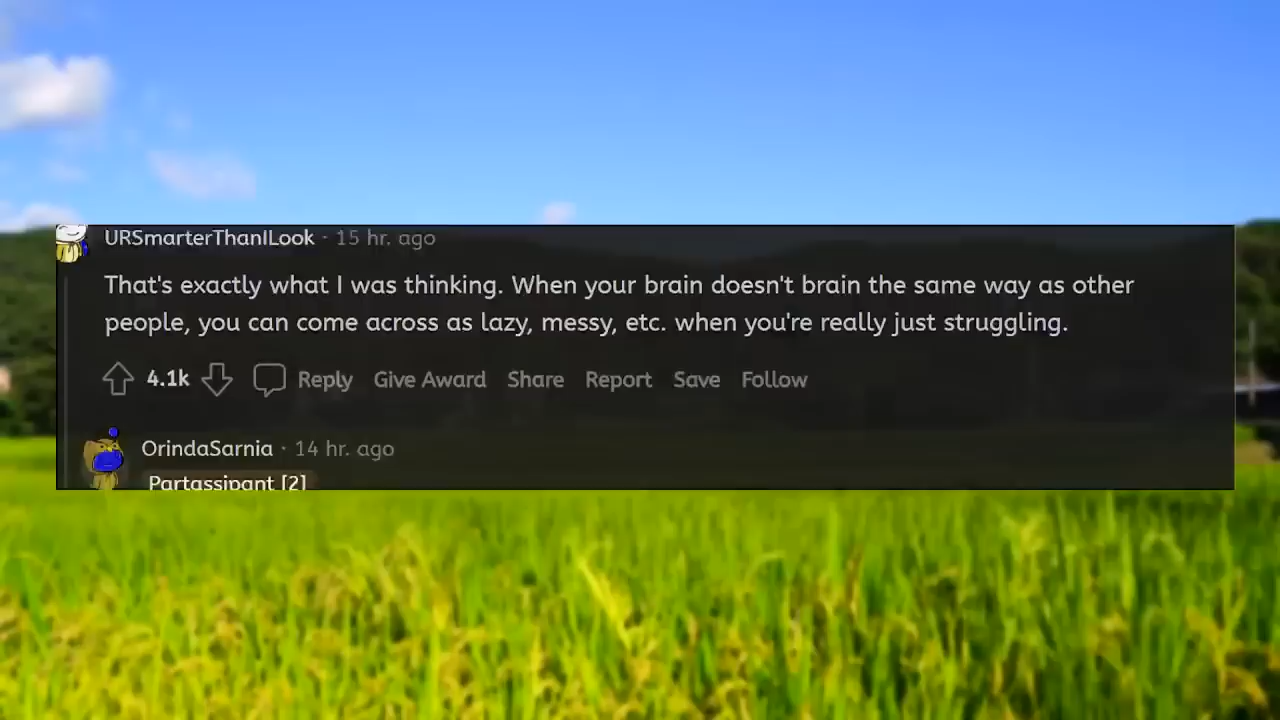 URSmarterThanILook · 15 hr. ago
That's exactly what I was thinking. When your brain doesn't brain the same way as other
people, you can come across as lazy, messy, etc. when you're really just struggling.
4.1k Reply Give Award Share Report Save Follow
OrindaSarnia · 14 hr. ago
Partassipant [2]